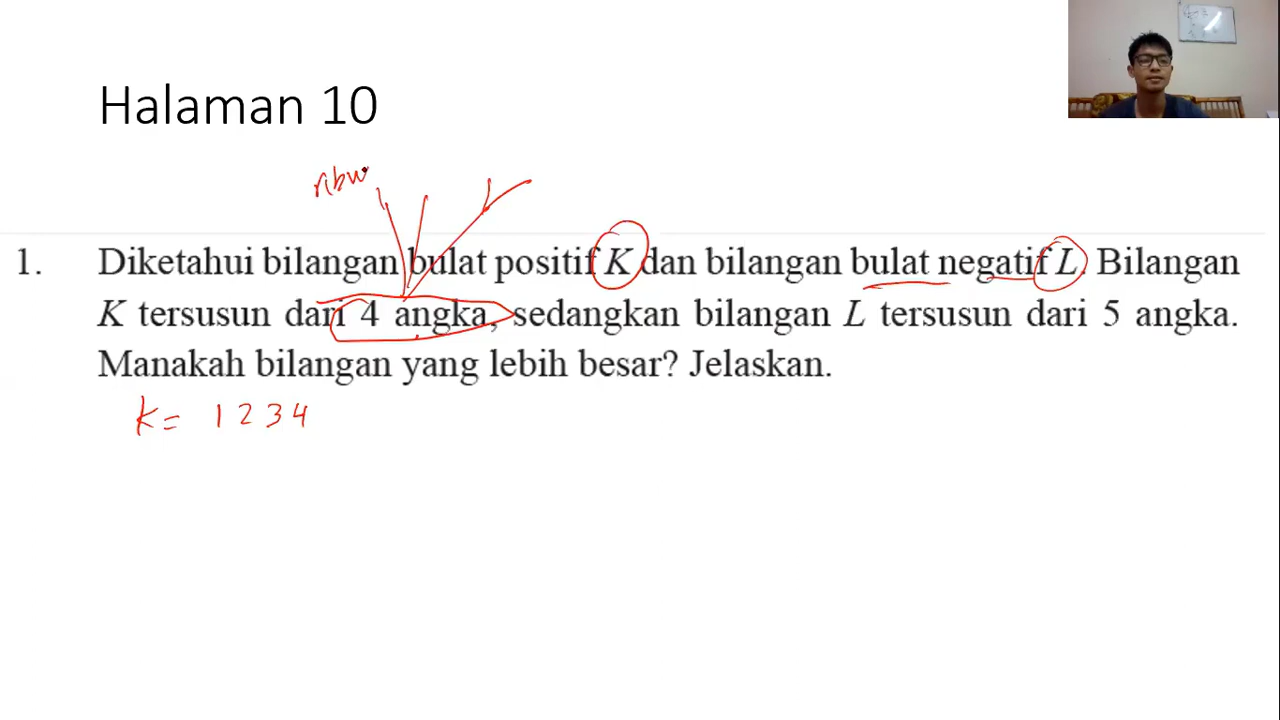 Halaman 10
ribu
1. Diketahui bilangan bulat positif K dan bilangan bulat negatif L. Bilangan
K tersusun dari 4 angka, sedangkan bilangan L tersusun dari 5 angka.
Manakah bilangan yang lebih besar? Jelaskan.
K = 1234